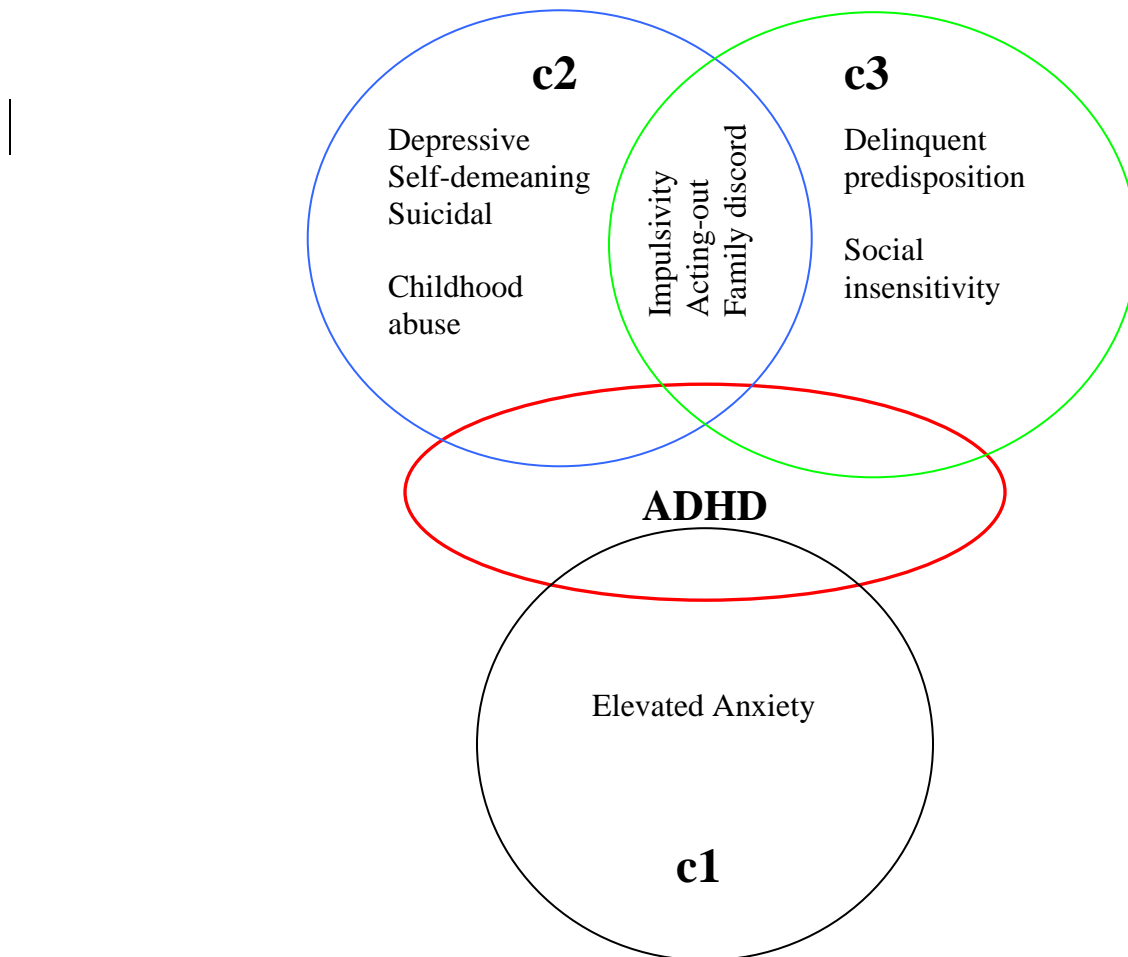 c2
Depressive
Self-demeaning
Suicidal
Childhood
abuse
Impulsivity
Acting-out
Family discord
c3
Delinquent
predisposition
Social
insensitivity
ADHD
Elevated Anxiety
c1